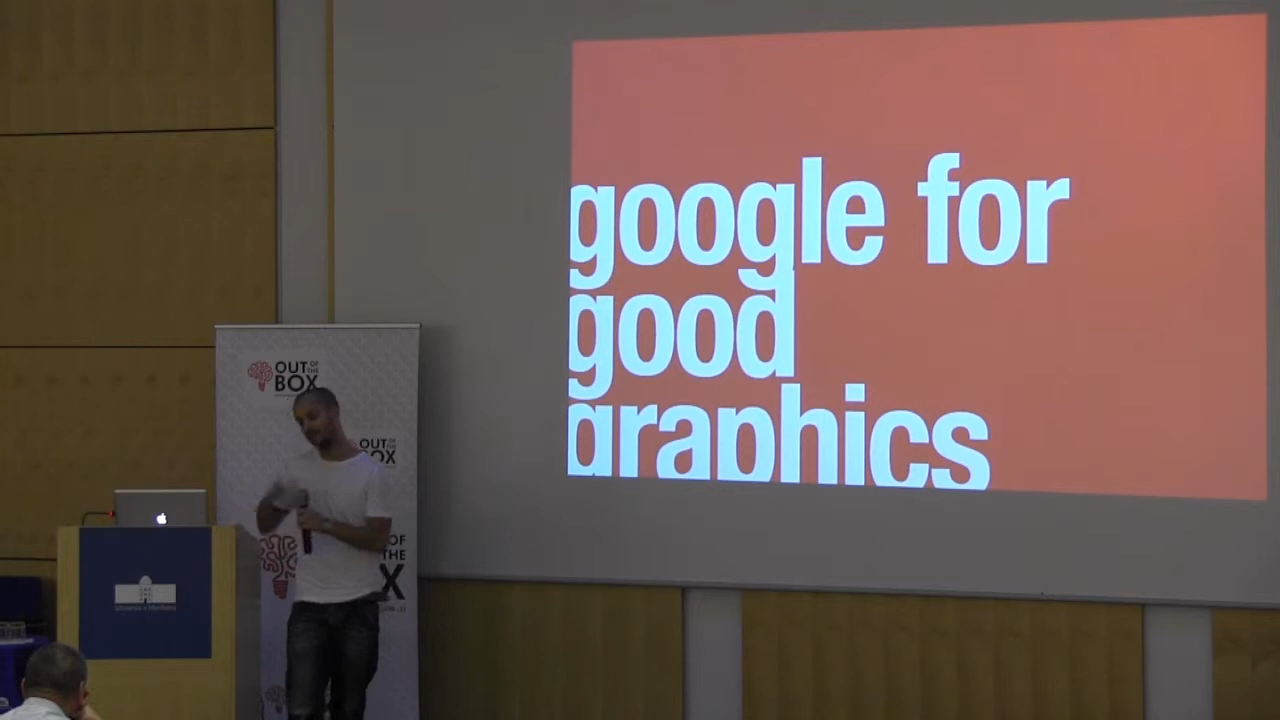 google for
good
graphics
OUT OF THE
BOX
OUT OF THE
BOX
OF
THE
X